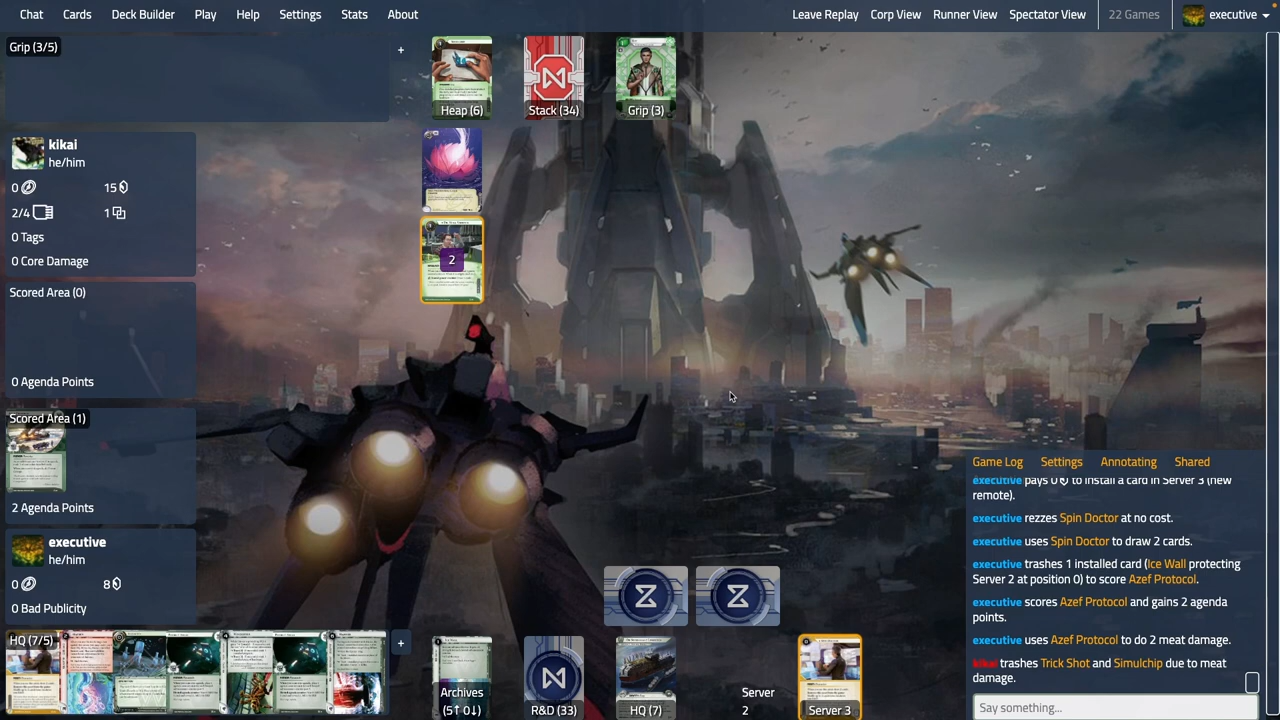 Chat Cards Deck Builder Play Help Settings Stats About Leave Replay Corp View Runner View Spectator View 22 Games executive
Grip (3/5)
+
Heap (6) Stack (34) Grip (3)
kikai
he/him
0 15
2/4 1
0 Tags
0 Core Damage
2
Scored Area (0)
0 Agenda Points
Scored Area (1)
2 Agenda Points
executive
he/him
0 8
0 Bad Publicity
HQ (7/5)
+
Archives
(5↑ 0↓)
R&D (33)
HQ (7)
Server
2
Server 3
Game Log Settings Annotating Shared
executive pays 0 to install a card in Server 3 (new
remote).
executive rezzes Spin Doctor at no cost.
executive uses Spin Doctor to draw 2 cards.
executive trashes 1 installed card (Ice Wall protecting
Server 2 at position 0) to score Azef Protocol.
executive scores Azef Protocol and gains 2 agenda
points.
executive uses Azef Protocol to do 2 meat damage.
kikai trashes Trick Shot and Simulchip due to meat
damage.
Say something...